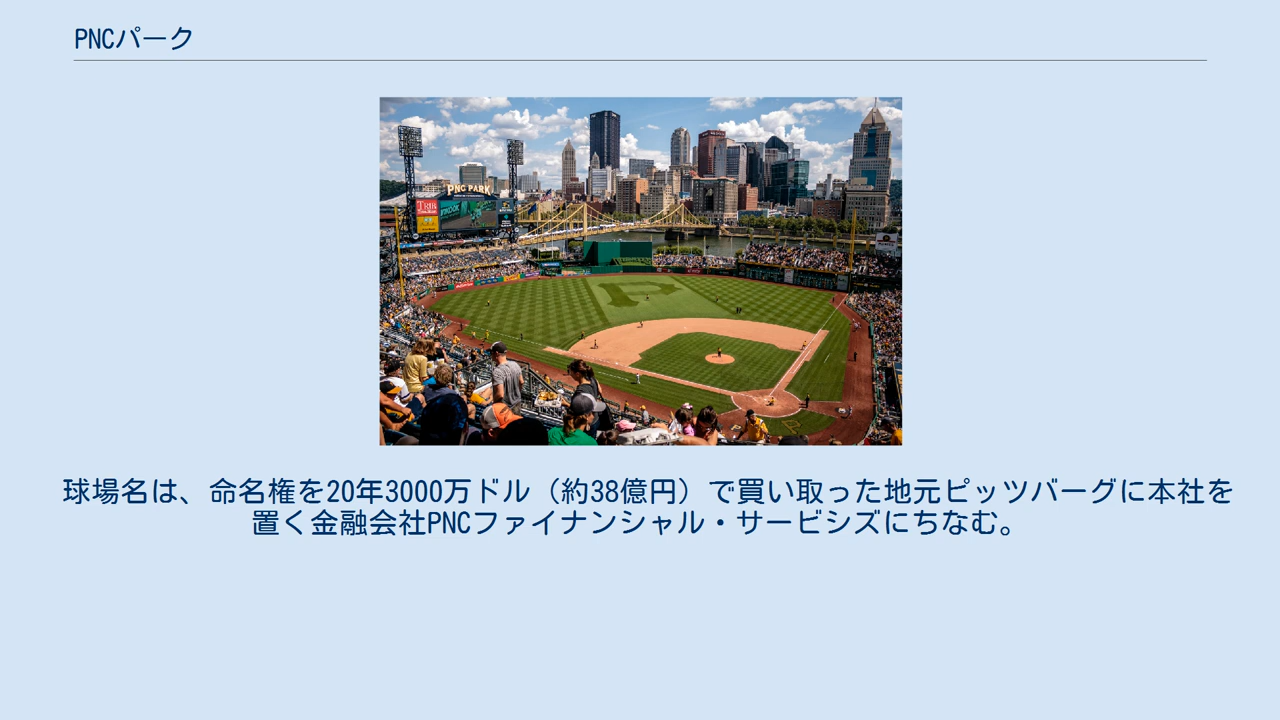 PNCパーク
PNC PARK
TRIB
球場名は、命名権を20年3000万ドル（約38億円）で買い取った地元ピッツバーグに本社を
置く金融会社PNCファイナンシャル・サービシズにちなむ。